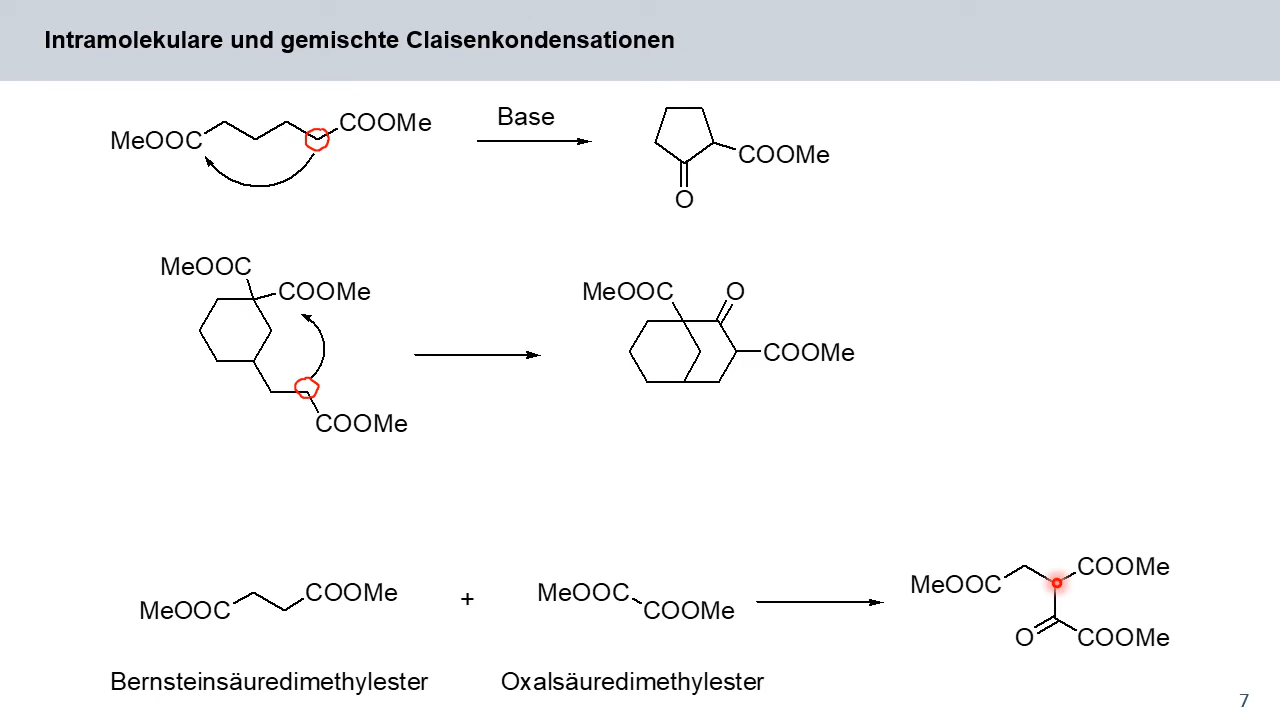 Intramolekulare und gemischte Claisenkondensationen
MeOOC COOMe Base COOMe
O
MeOOC COOMe MeOOC O
COOMe
COOMe
MeOOC COOMe + MeOOC COOMe MeOOC COOMe
O COOMe
Bernsteinsäuredimethylester Oxalsäuredimethylester
7